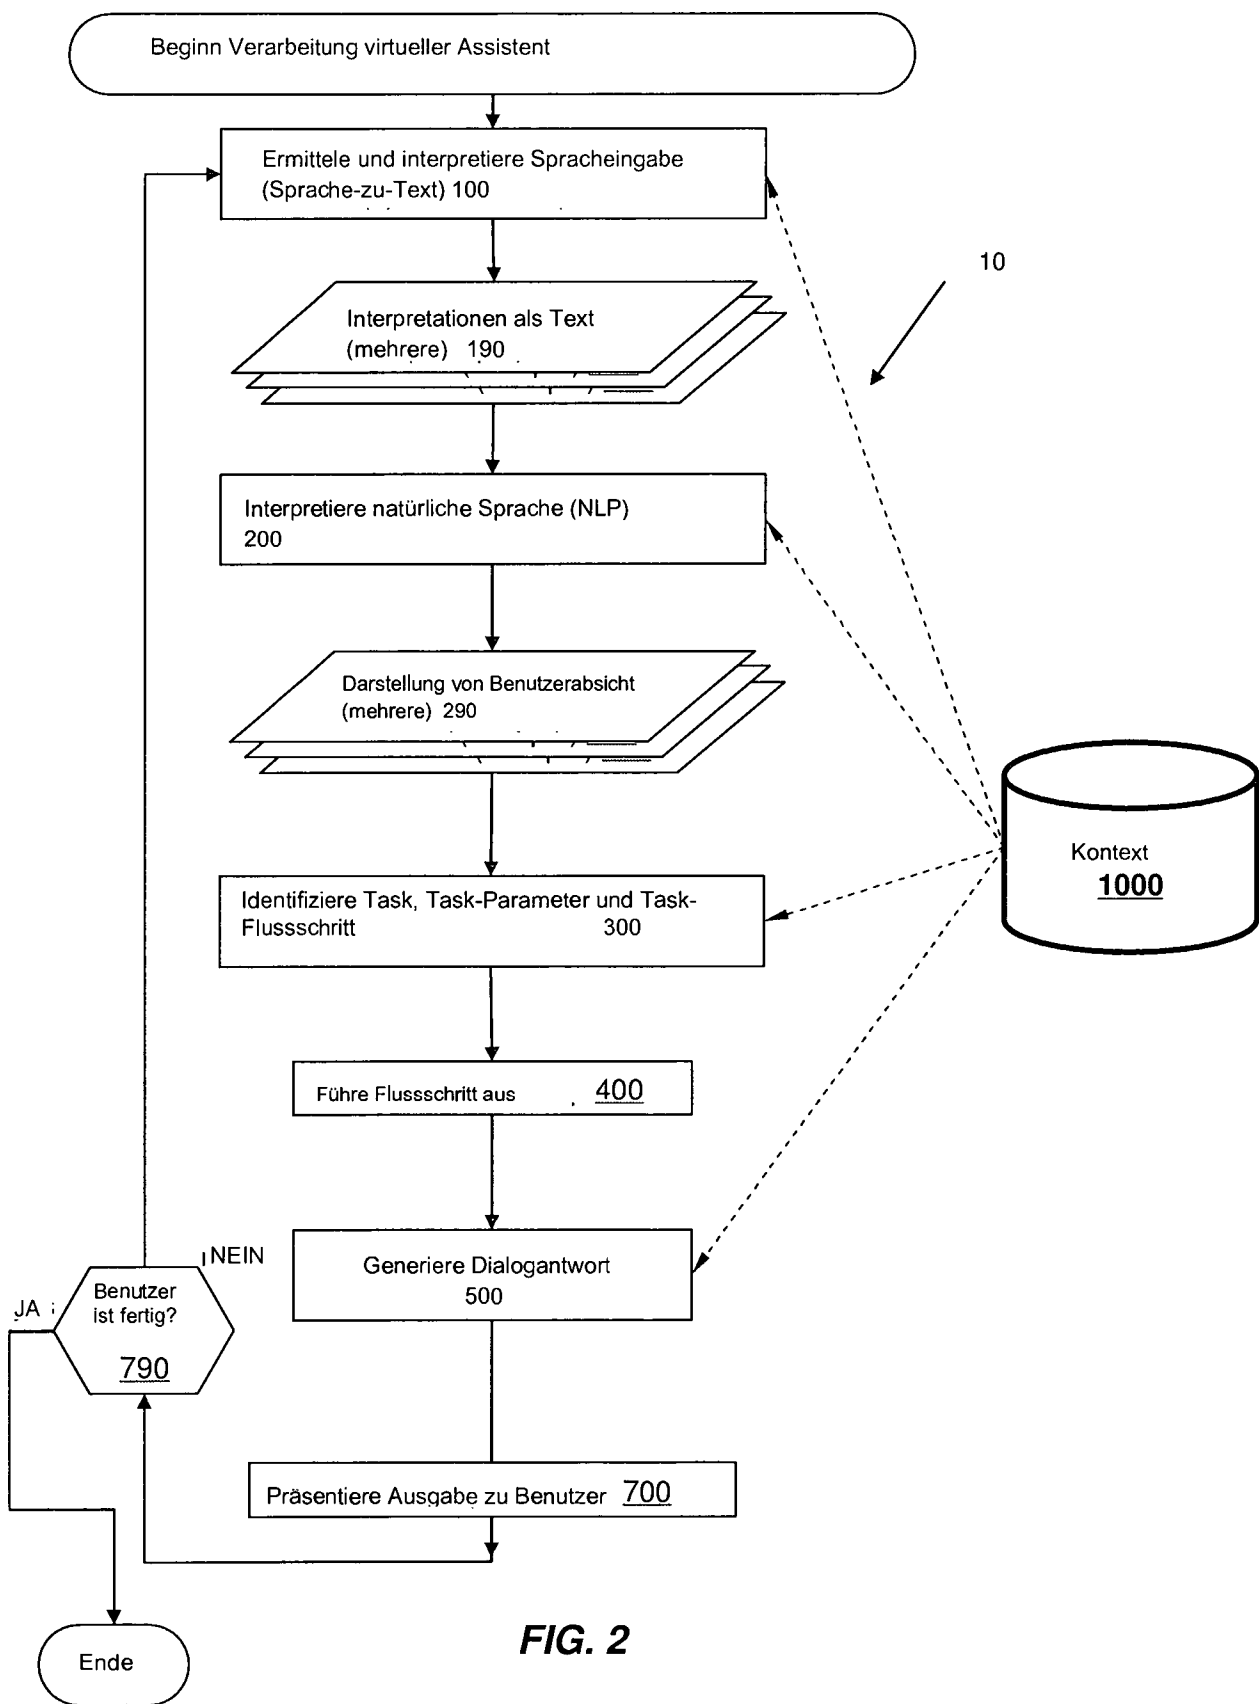 Beginn Verarbeitung virtueller Assistent
Ermittele und interpretiere Spracheingabe
(Sprache-zu-Text) 100
10
Interpretationen als Text
(mehrere) 190
Interpretiere natürliche Sprache (NLP)
200
Darstellung von Benutzerabsicht
(mehrere) 290
Kontext
1000
Identifiziere Task, Task-Parameter und Task-
Flussschritt 300
Führe Flussschritt aus 400
NEIN
Generiere Dialogantwort
500
JA
Benutzer
ist fertig?
790
Präsentiere Ausgabe zu Benutzer 700
Ende
FIG. 2